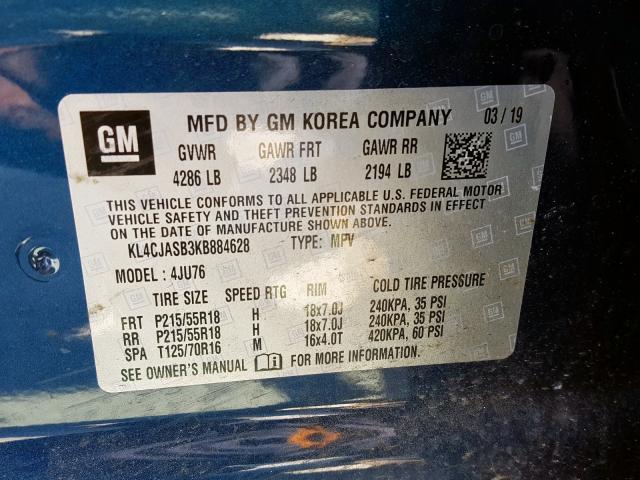 GM
MFD BY GM KOREA COMPANY 03 / 19
GVWR GAWR FRT GAWR RR
4286 LB 2348 LB 2194 LB
THIS VEHICLE CONFORMS TO ALL APPLICABLE U.S. FEDERAL MOTOR
VEHICLE SAFETY AND THEFT PREVENTION STANDARDS IN EFFECT
ON THE DATE OF MANUFACTURE SHOWN ABOVE.
KL4CJASB3KB884628 TYPE: MPV
MODEL : 4JU76
TIRE SIZE SPEED RTG RIM COLD TIRE PRESSURE
FRT P215/55R18 H 18x7.0J 240KPA, 35 PSI
RR P215/55R18 H 18x7.0J 240KPA, 35 PSI
SPA T125/70R16 M 16x4.0T 420KPA, 60 PSI
SEE OWNER'S MANUAL FOR MORE INFORMATION.